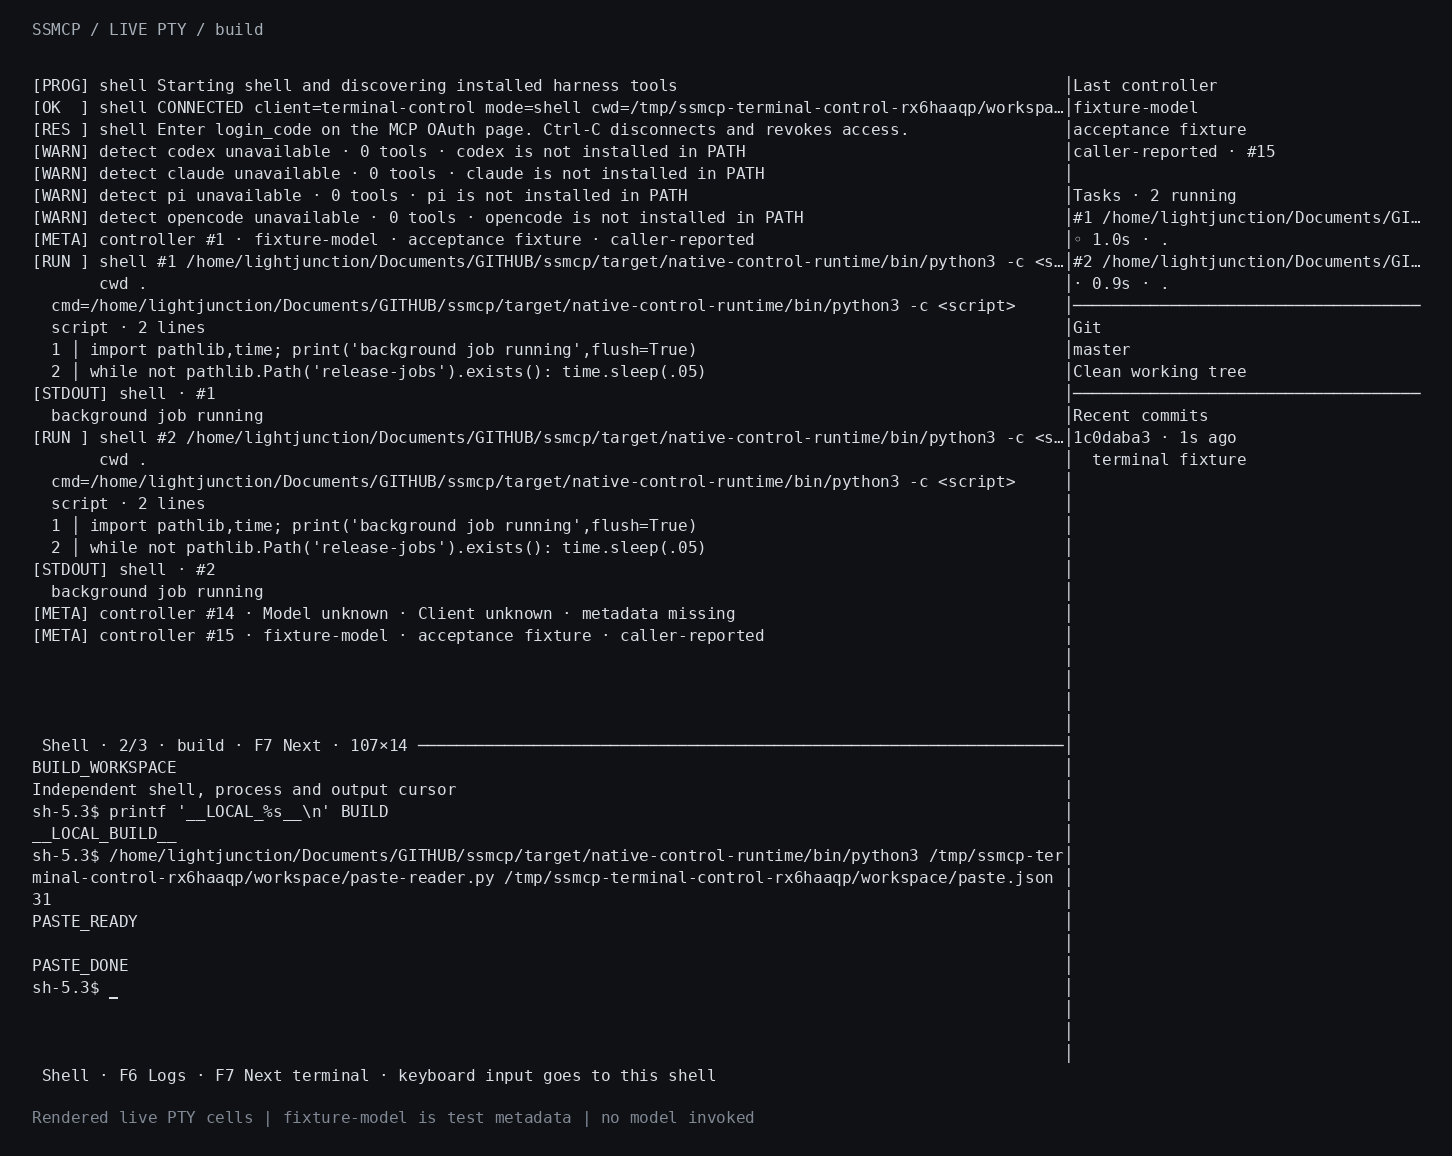 SSMCP / LIVE PTY / build
[PROG] shell Starting shell and discovering installed harness tools
[OK  ] shell CONNECTED client=terminal-control mode=shell cwd=/tmp/ssmcp-terminal-control-rx6haaqp/workspa…
[RES ] shell Enter login_code on the MCP OAuth page. Ctrl-C disconnects and revokes access.
[WARN] detect codex unavailable · 0 tools · codex is not installed in PATH
[WARN] detect claude unavailable · 0 tools · claude is not installed in PATH
[WARN] detect pi unavailable · 0 tools · pi is not installed in PATH
[WARN] detect opencode unavailable · 0 tools · opencode is not installed in PATH
[META] controller #1 · fixture-model · acceptance fixture · caller-reported
[RUN ] shell #1 /home/lightjunction/Documents/GITHUB/ssmcp/target/native-control-runtime/bin/python3 -c <s…
       cwd .
  cmd=/home/lightjunction/Documents/GITHUB/ssmcp/target/native-control-runtime/bin/python3 -c <script>
  script · 2 lines
  1 │ import pathlib,time; print('background job running',flush=True)
  2 │ while not pathlib.Path('release-jobs').exists(): time.sleep(.05)
[STDOUT] shell · #1
  background job running
[RUN ] shell #2 /home/lightjunction/Documents/GITHUB/ssmcp/target/native-control-runtime/bin/python3 -c <s…
       cwd .
  cmd=/home/lightjunction/Documents/GITHUB/ssmcp/target/native-control-runtime/bin/python3 -c <script>
  script · 2 lines
  1 │ import pathlib,time; print('background job running',flush=True)
  2 │ while not pathlib.Path('release-jobs').exists(): time.sleep(.05)
[STDOUT] shell · #2
  background job running
[META] controller #14 · Model unknown · Client unknown · metadata missing
[META] controller #15 · fixture-model · acceptance fixture · caller-reported
Last controller
fixture-model
acceptance fixture
caller-reported · #15
Tasks · 2 running
#1 /home/lightjunction/Documents/GI…
◦ 1.0s · .
#2 /home/lightjunction/Documents/GI…
· 0.9s · .
Git
master
Clean working tree
Recent commits
1c0daba3 · 1s ago
  terminal fixture
Shell · 2/3 · build · F7 Next · 107×14
BUILD_WORKSPACE
Independent shell, process and output cursor
sh-5.3$ printf '__LOCAL_%s__\n' BUILD
__LOCAL_BUILD__
sh-5.3$ /home/lightjunction/Documents/GITHUB/ssmcp/target/native-control-runtime/bin/python3 /tmp/ssmcp-ter
minal-control-rx6haaqp/workspace/paste-reader.py /tmp/ssmcp-terminal-control-rx6haaqp/workspace/paste.json
31
PASTE_READY
PASTE_DONE
sh-5.3$ _
Shell · F6 Logs · F7 Next terminal · keyboard input goes to this shell
Rendered live PTY cells | fixture-model is test metadata | no model invoked